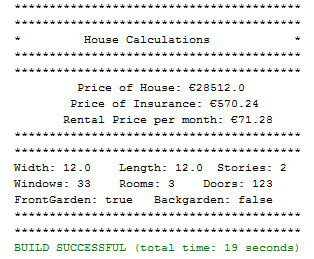 *****************************************
*****************************************
* House Calculations *
*****************************************
*****************************************
Price of House: €28512.0
Price of Insurance: €570.24
Rental Price per month: €71.28
*****************************************
*****************************************
Width: 12.0 Length: 12.0 Stories: 2
Windows: 33 Rooms: 3 Doors: 123
FrontGarden: true Backgarden: false
*****************************************
*****************************************
BUILD SUCCESSFUL (total time: 19 seconds)